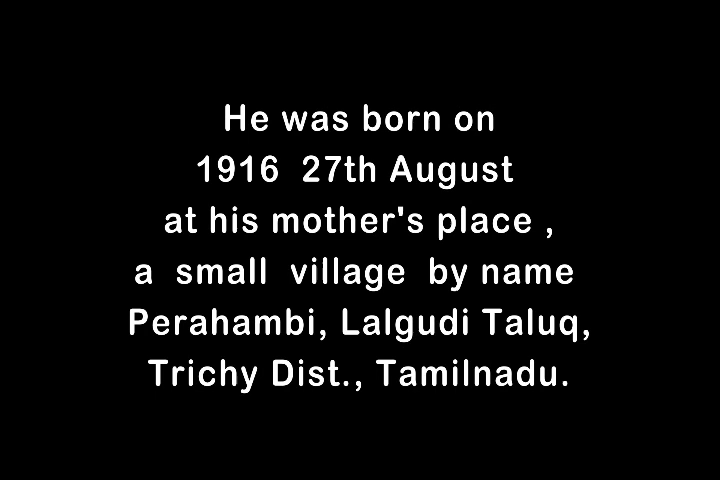 He was born on
1916 27th August
at his mother's place ,
a small village by name
Perahambi, Lalgudi Taluq,
Trichy Dist., Tamilnadu.